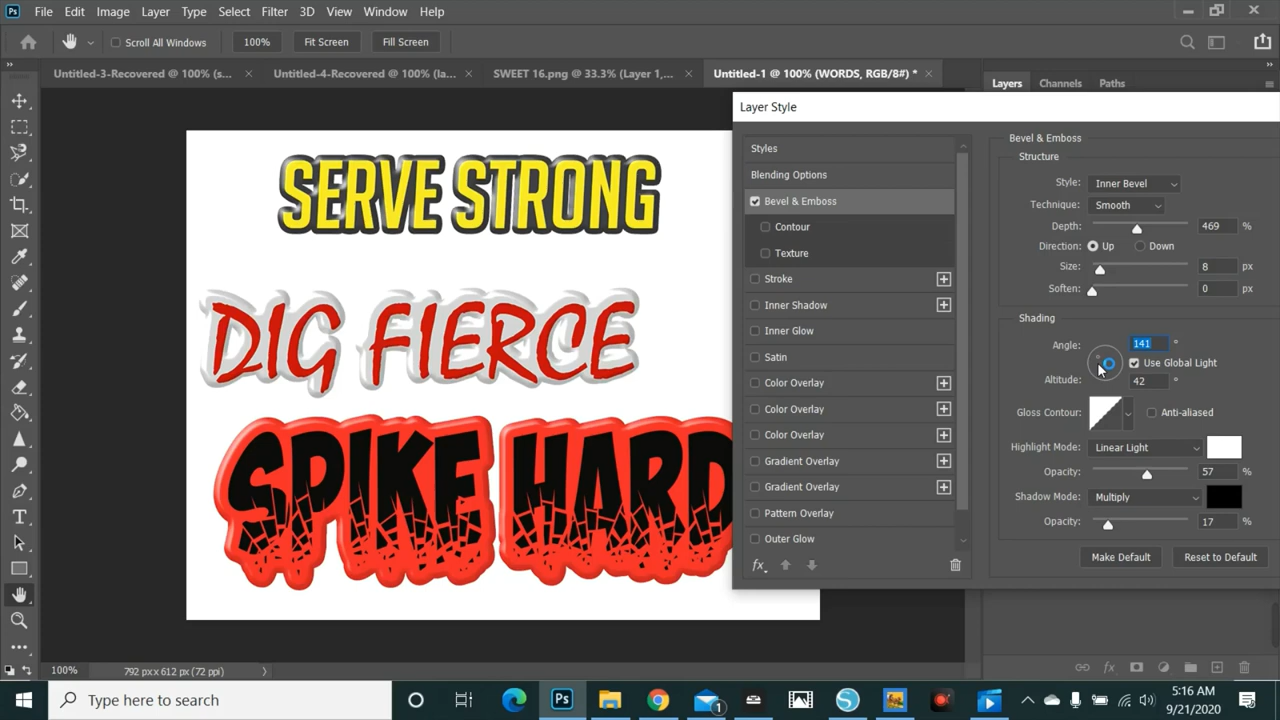 Ps File Edit Image Layer Type Select Filter 3D View Window Help
Scroll All Windows 100% Fit Screen Fill Screen
Untitled-3-Recovered @ 100% (s... Untitled-4-Recovered @ 100% (la... SWEET 16.png @ 33.3% (Layer 1,... Untitled-1 @ 100% (WORDS, RGB/8#) *
Layers Channels Paths
Layer Style
SERVE STRONG
DIG FIERCE
SPIKE HARD
Styles
Blending Options
Bevel & Emboss
Contour
Texture
Stroke
Inner Shadow
Inner Glow
Satin
Color Overlay
Color Overlay
Color Overlay
Gradient Overlay
Gradient Overlay
Pattern Overlay
Outer Glow
fx
Bevel & Emboss
Structure
Style: Inner Bevel
Technique: Smooth
Depth: 469 %
Direction: Up Down
Size: 8 px
Soften: 0 px
Shading
Angle: 141 °
Use Global Light
Altitude: 42 °
Gloss Contour: Anti-aliased
Highlight Mode: Linear Light
Opacity: 57 %
Shadow Mode: Multiply
Opacity: 17 %
Make Default Reset to Default
fx
100% 792 px x 612 px (72 ppi)
Type here to search
Ps
1
5:16 AM
9/21/2020